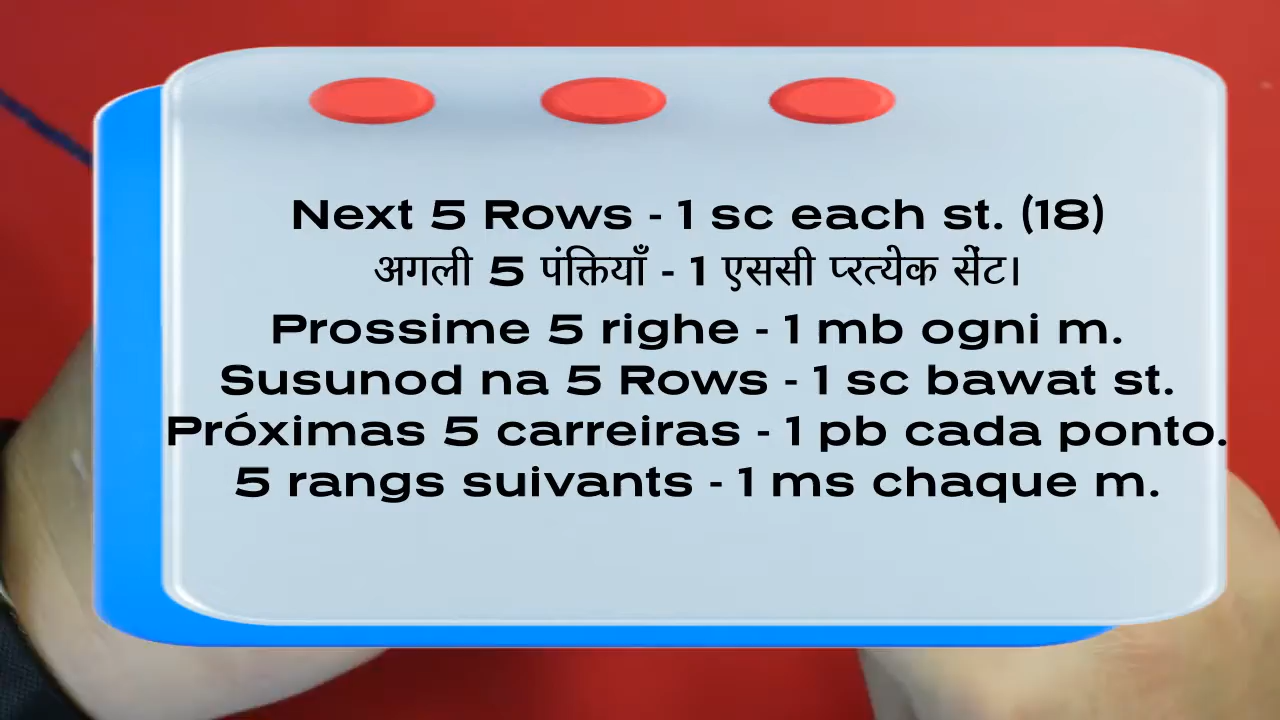 Next 5 Rows - 1 sc each st. (18)
अगली 5 पंक्तियाँ - 1 एससी प्रत्येक सेंट।
Prossime 5 righe - 1 mb ogni m.
Susunod na 5 Rows - 1 sc bawat st.
Próximas 5 carreiras - 1 pb cada ponto.
5 rangs suivants - 1 ms chaque m.